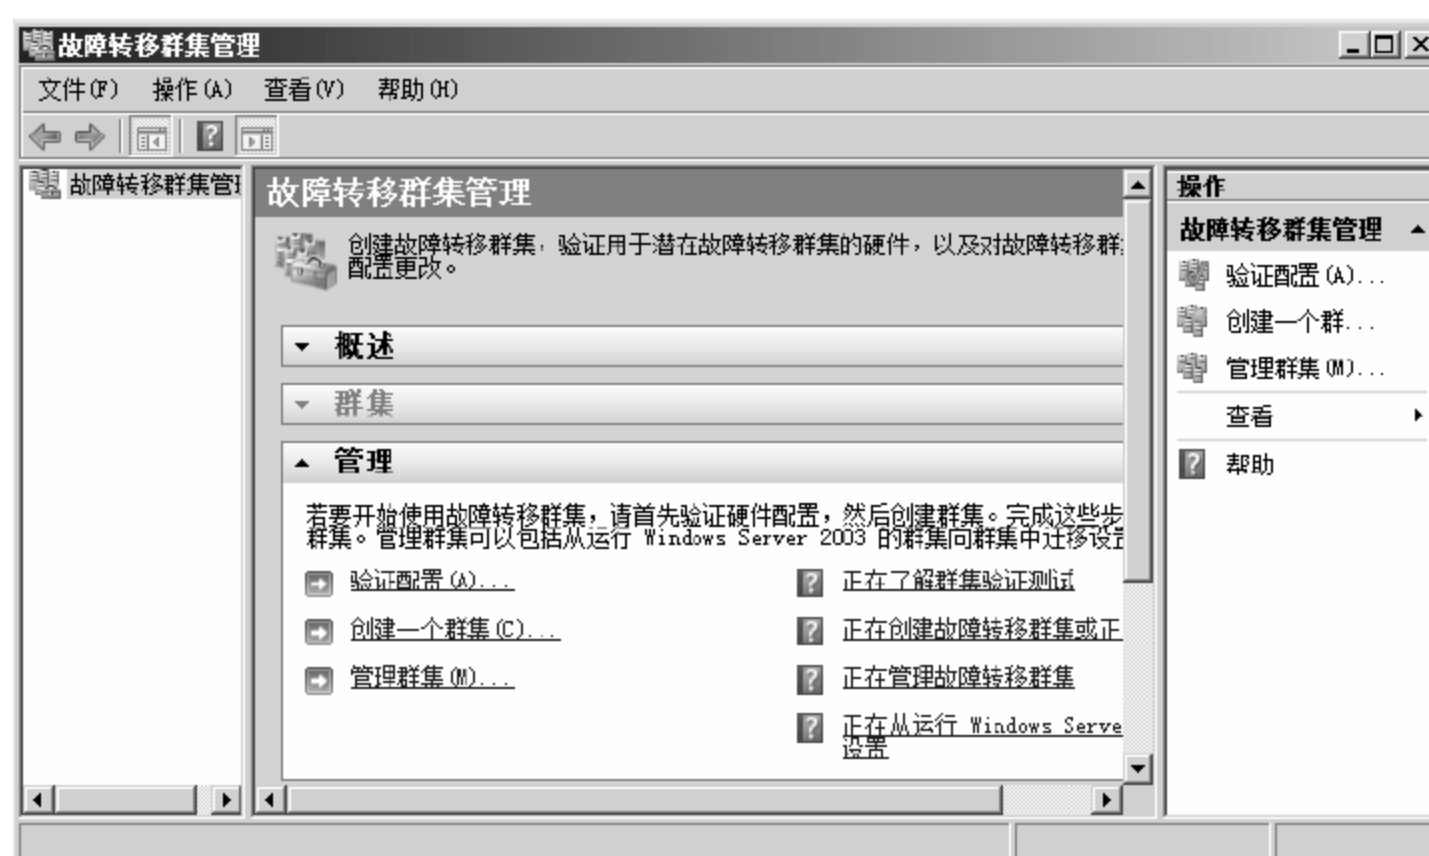 故障转移群集管理
文件(F) 操作(A) 查看(V) 帮助(H)
故障转移群集管
故障转移群集管理
创建故障转移群集，验证用于潜在故障转移群集的硬件，以及对故障转移群
配置更改。
概述
群集
管理
若要开始使用故障转移群集，请首先验证硬件配置，然后创建群集。完成这些步
群集。管理群集可以包括从运行 Windows Server 2003 的群集向群集中迁移设置
验证配置(A)... 正在了解群集验证测试
创建一个群集(C)... 正在创建故障转移群集或正
管理群集(M)... 正在管理故障转移群集
正在从运行 Windows Serve
设置
操作
故障转移群集管理
验证配置(A)...
创建一个群...
管理群集(M)...
查看
帮助